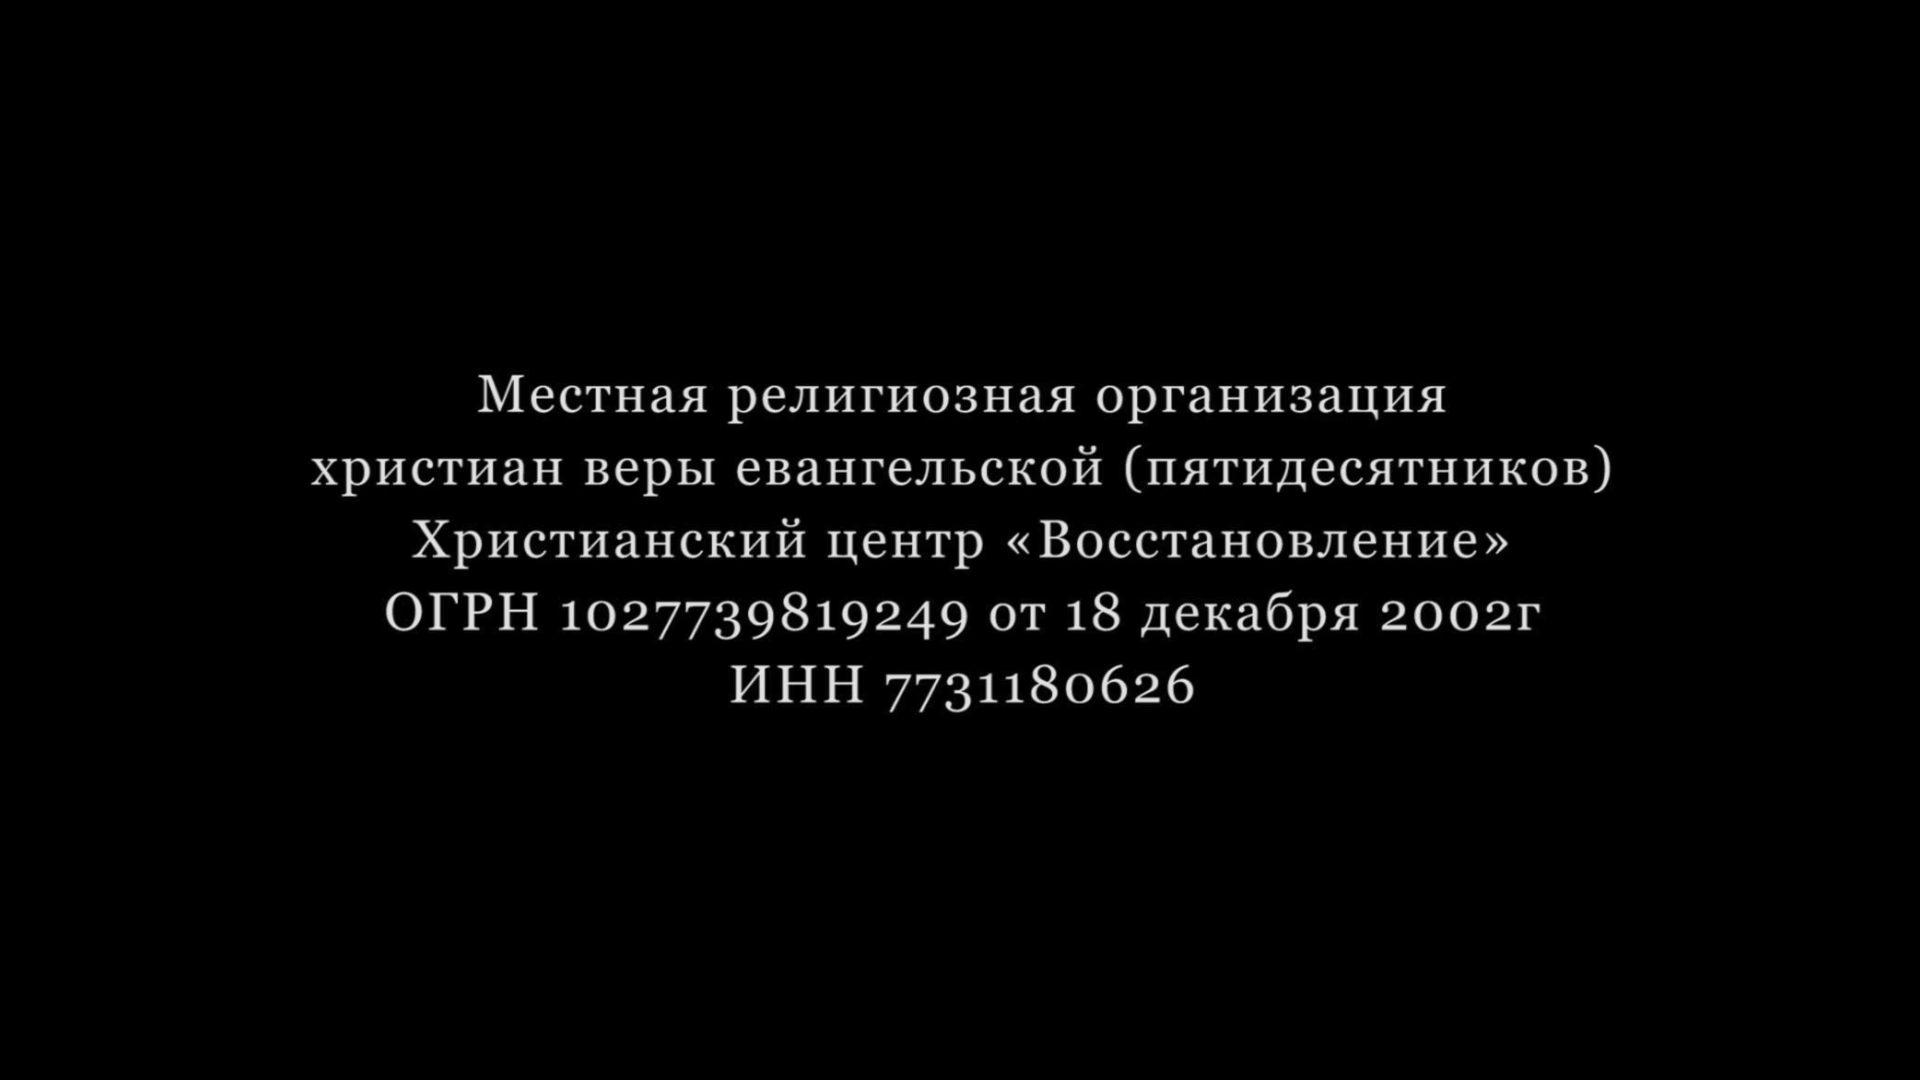 Местная религиозная организация
христиан веры евангельской (пятидесятников)
Христианский центр «Восстановление»
ОГРН 1027739819249 от 18 декабря 2002г
ИНН 7731180626